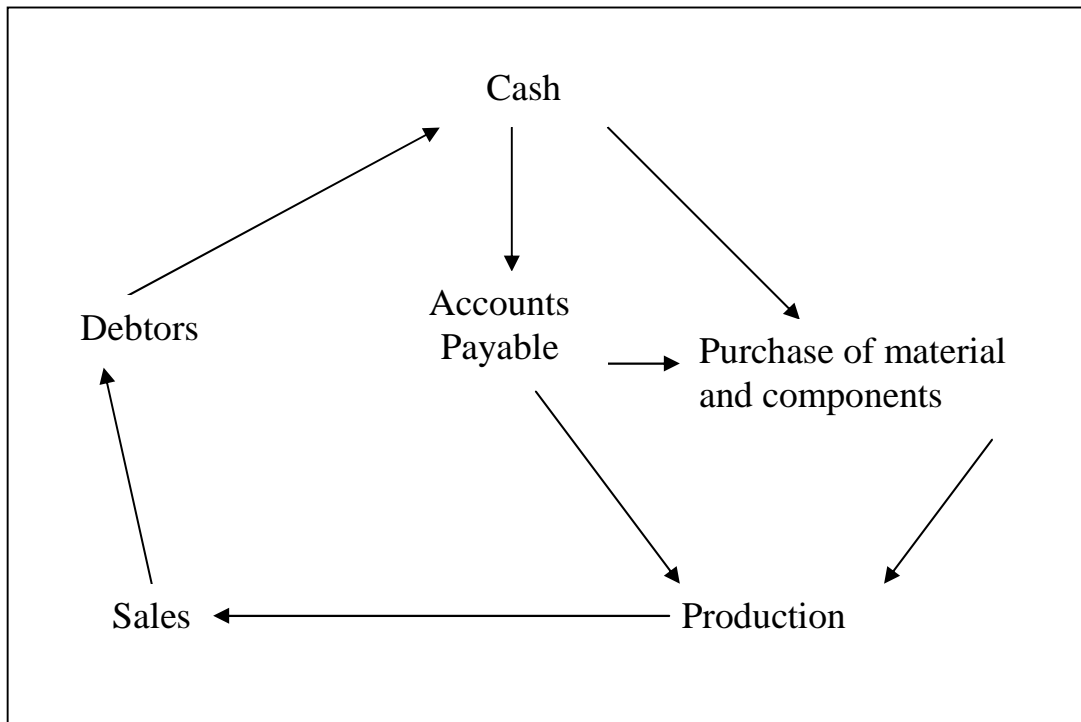 Cash
Accounts
Payable
Debtors
Purchase of material
and components
Sales
Production